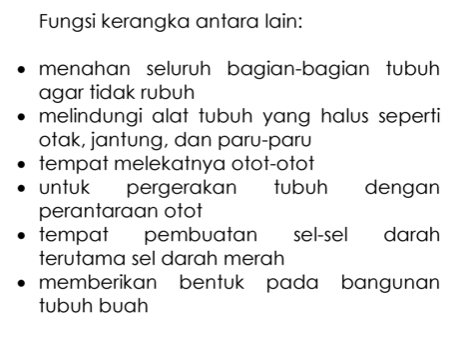 Fungsi kerangka antara lain:
• menahan seluruh bagian-bagian tubuh
agar tidak rubuh
• melindungi alat tubuh yang halus seperti
otak, jantung, dan paru-paru
• tempat melekatnya otot-otot
• untuk pergerakan tubuh dengan
perantaraan otot
• tempat pembuatan sel-sel darah
terutama sel darah merah
• memberikan bentuk pada bangunan
tubuh buah